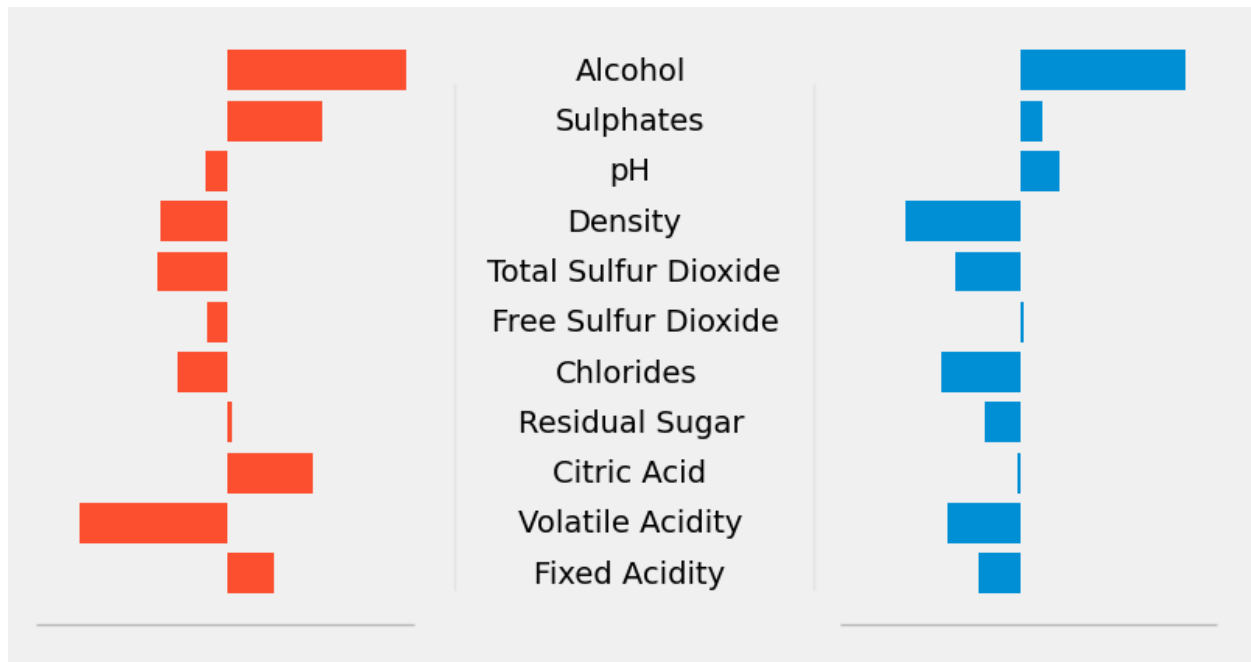 Alcohol
Sulphates
pH
Density
Total Sulfur Dioxide
Free Sulfur Dioxide
Chlorides
Residual Sugar
Citric Acid
Volatile Acidity
Fixed Acidity